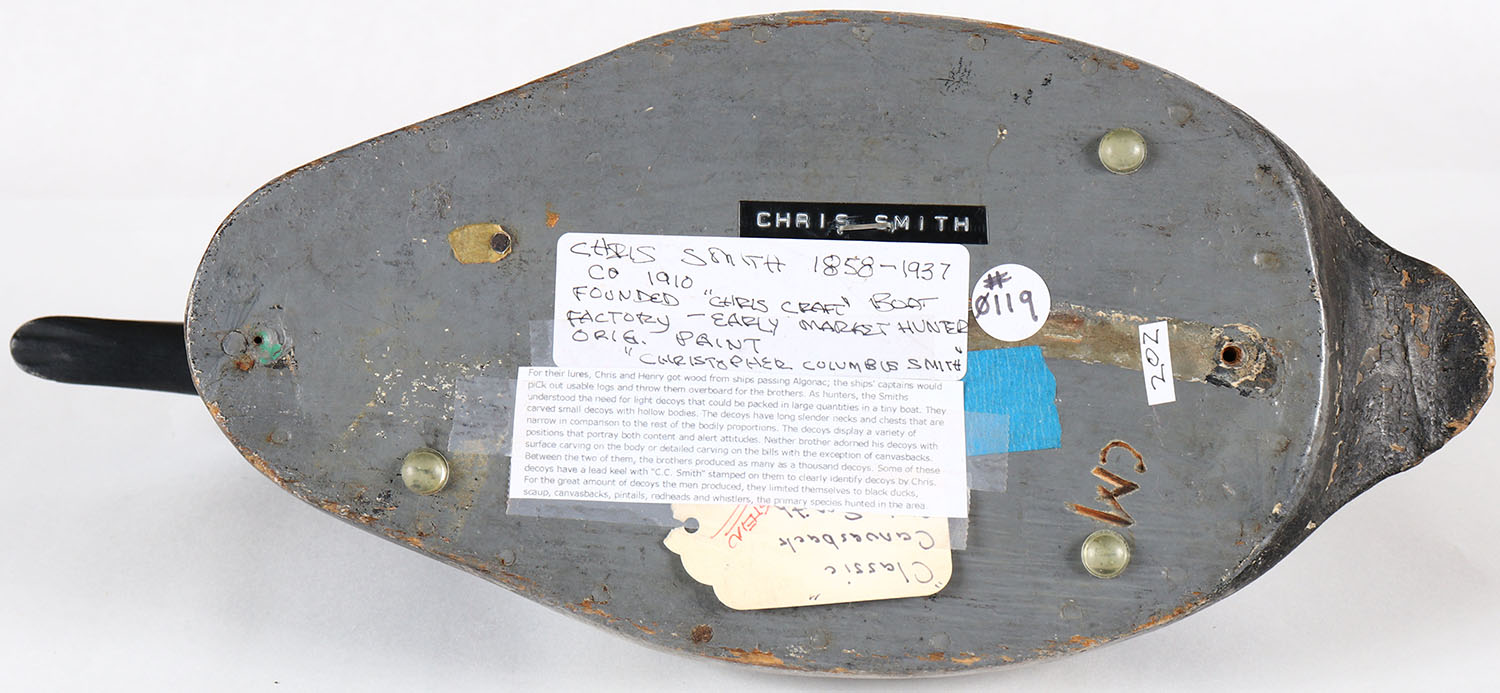 CHRIS SMITH
CHRIS SMITH 1858-1937
CO 1910
FOUNDED "CHRIS CRAFT" BOAT
FACTORY - EARLY MARKET HUNTER
ORIG. PAINT
"CHRISTOPHER COLUMBUS SMITH"
#
0119
202
For their lures, Chris and Henry got wood from ships passing Algonac; the ships' captains would
piCk out usable logs and throw them overboard for the brothers. As hunters, the Smiths
understood the need for light decoys that could be packed in large quantities in a tiny boat. They
carved small decoys with hollow bodies. The decoys have long slender necks and chests that are
narrow in comparison to the rest of the bodily proportions. The decoys display a variety of
positions that portray both content and alert attitudes. Neither brother adorned his decoys with
surface carving on the body or detailed carving on the bills with the exception of canvasbacks.
Between the two of them, the brothers produced as many as a thousand decoys. Some of these
decoys have a lead keel with "C.C. Smith" stamped on them to clearly identify decoys by Chris.
For the great amount of decoys the men produced, they limited themselves to black ducks,
scaup, canvasbacks, pintails, redheads and whistlers, the primary species hunted in the area
CM
"Classic"
Canvasback
Smith